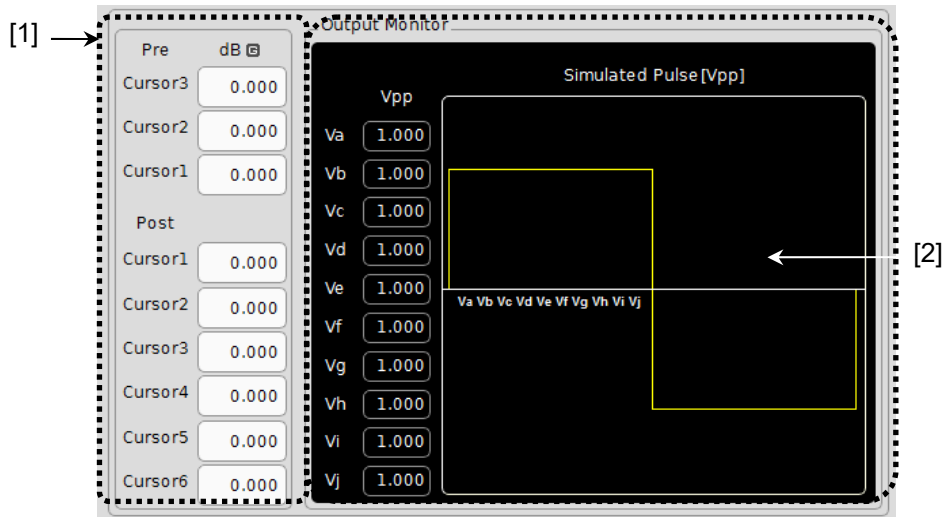 [1]
Pre dB G
Cursor3 0.000
Cursor2 0.000
Cursor1 0.000
Post
Cursor1 0.000
Cursor2 0.000
Cursor3 0.000
Cursor4 0.000
Cursor5 0.000
Cursor6 0.000
Output Monitor
Simulated Pulse[Vpp]
Vpp
Va 1.000
Vb 1.000
Vc 1.000
Vd 1.000
Ve 1.000
Vf 1.000
Vg 1.000
Vh 1.000
Vi 1.000
Vj 1.000
Va Vb Vc Vd Ve Vf Vg Vh Vi Vj
[2]